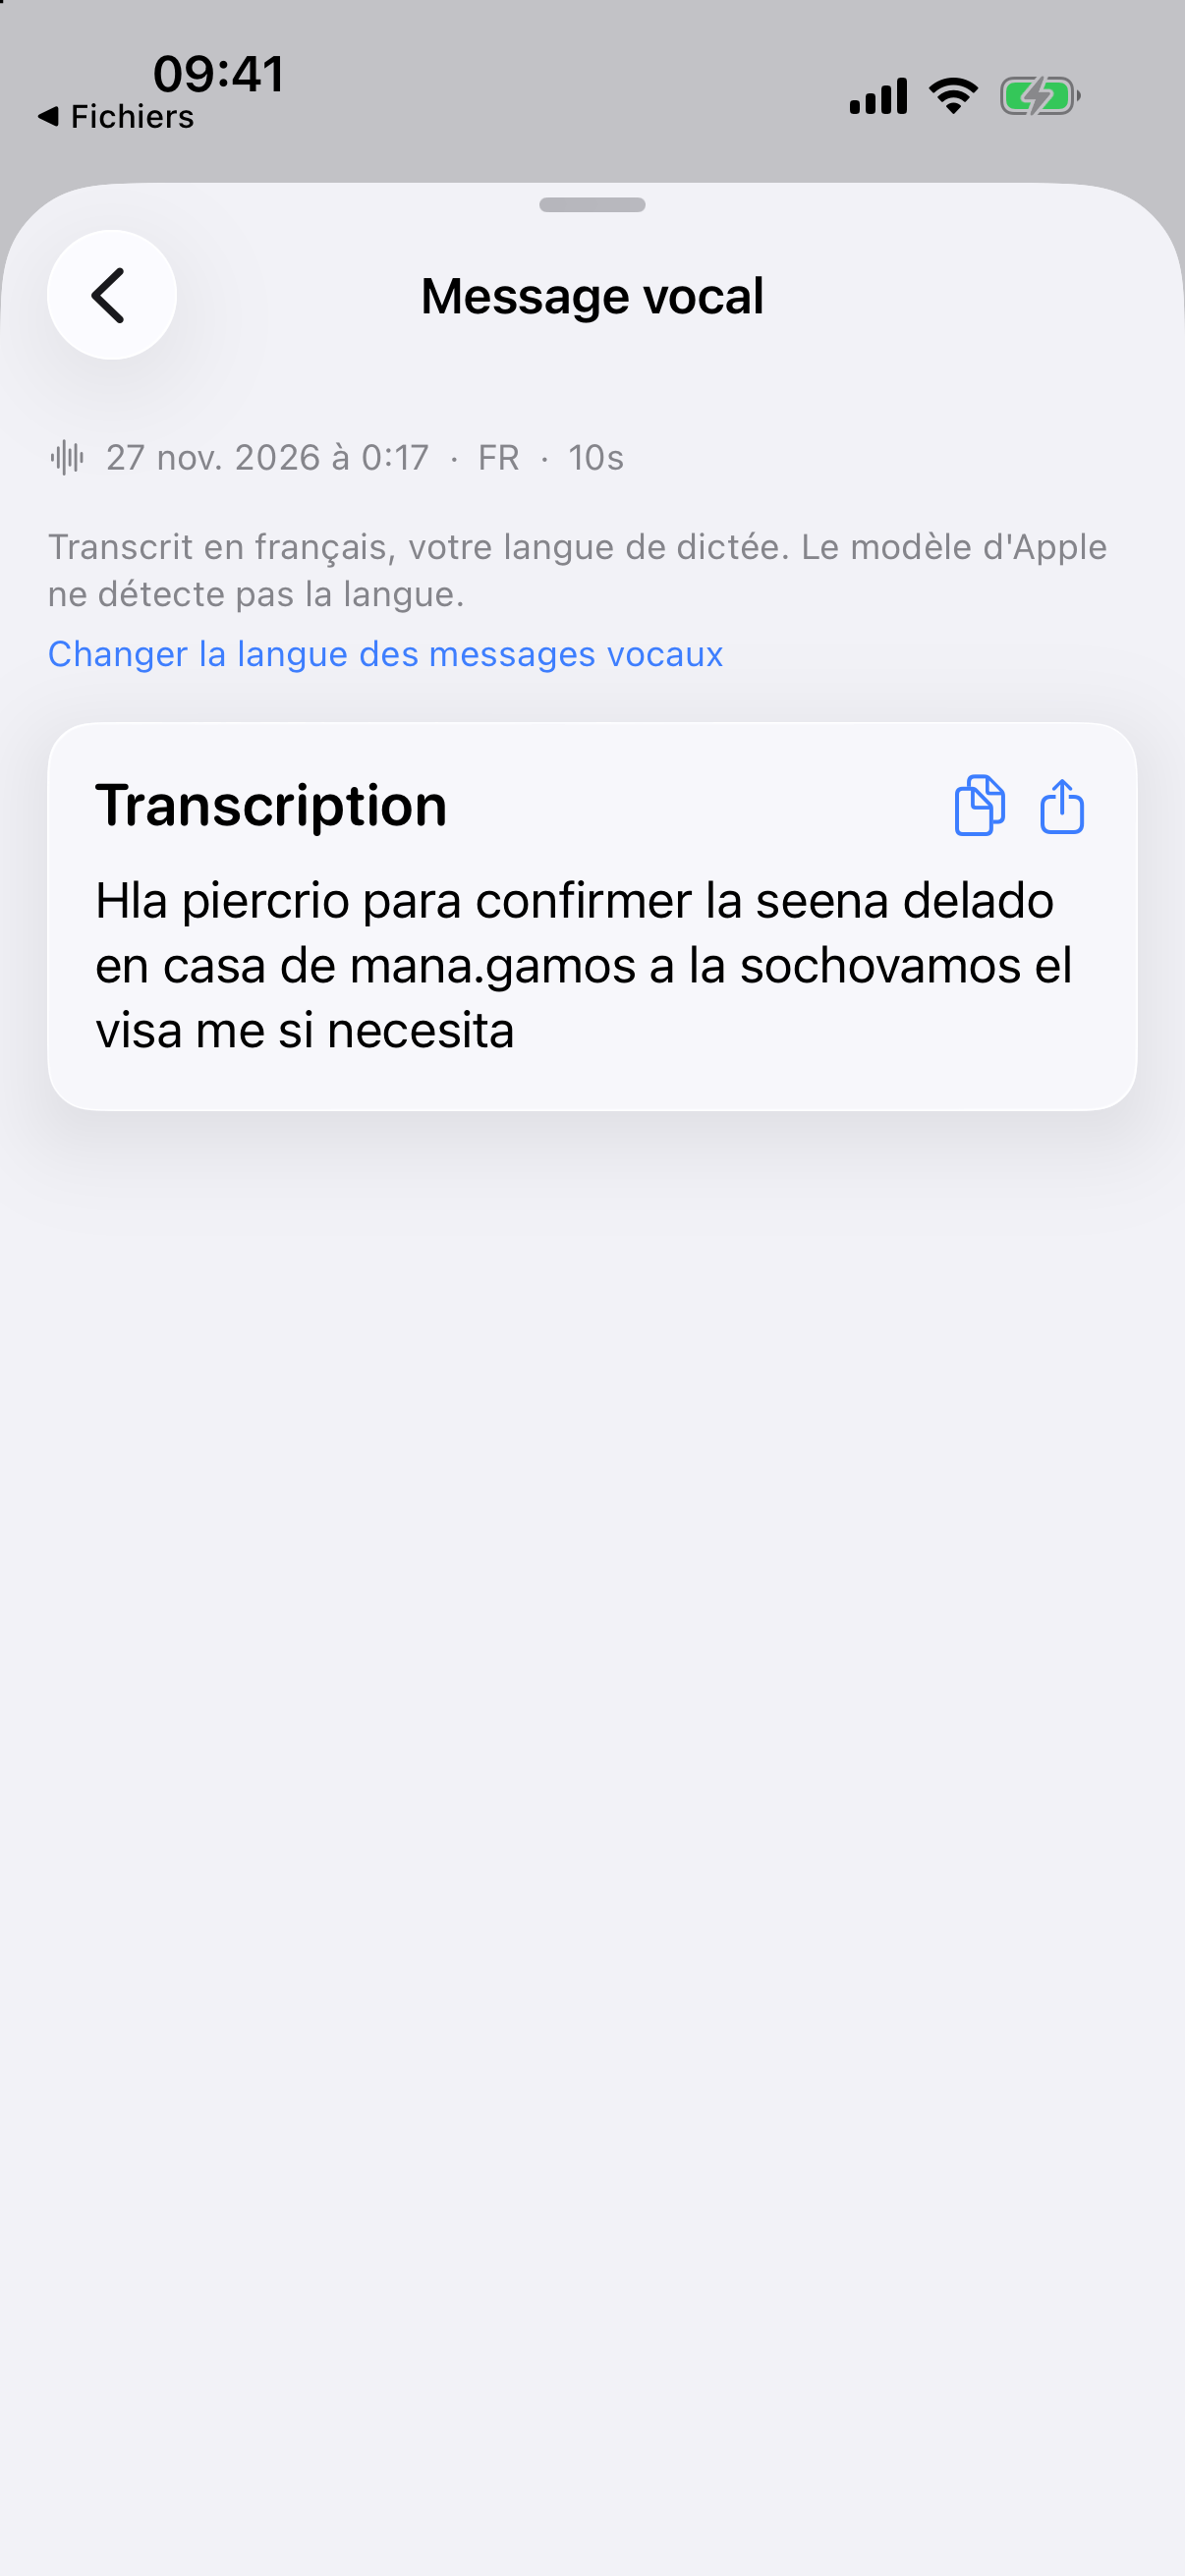 09:41
Fichiers
Message vocal
27 nov. 2026 à 0:17 · FR · 10s
Transcrit en français, votre langue de dictée. Le modèle d'Apple
ne détecte pas la langue.
Changer la langue des messages vocaux
Transcription
Hla piercrio para confirmer la seena delado
en casa de mana.gamos a la sochovamos el
visa me si necesita